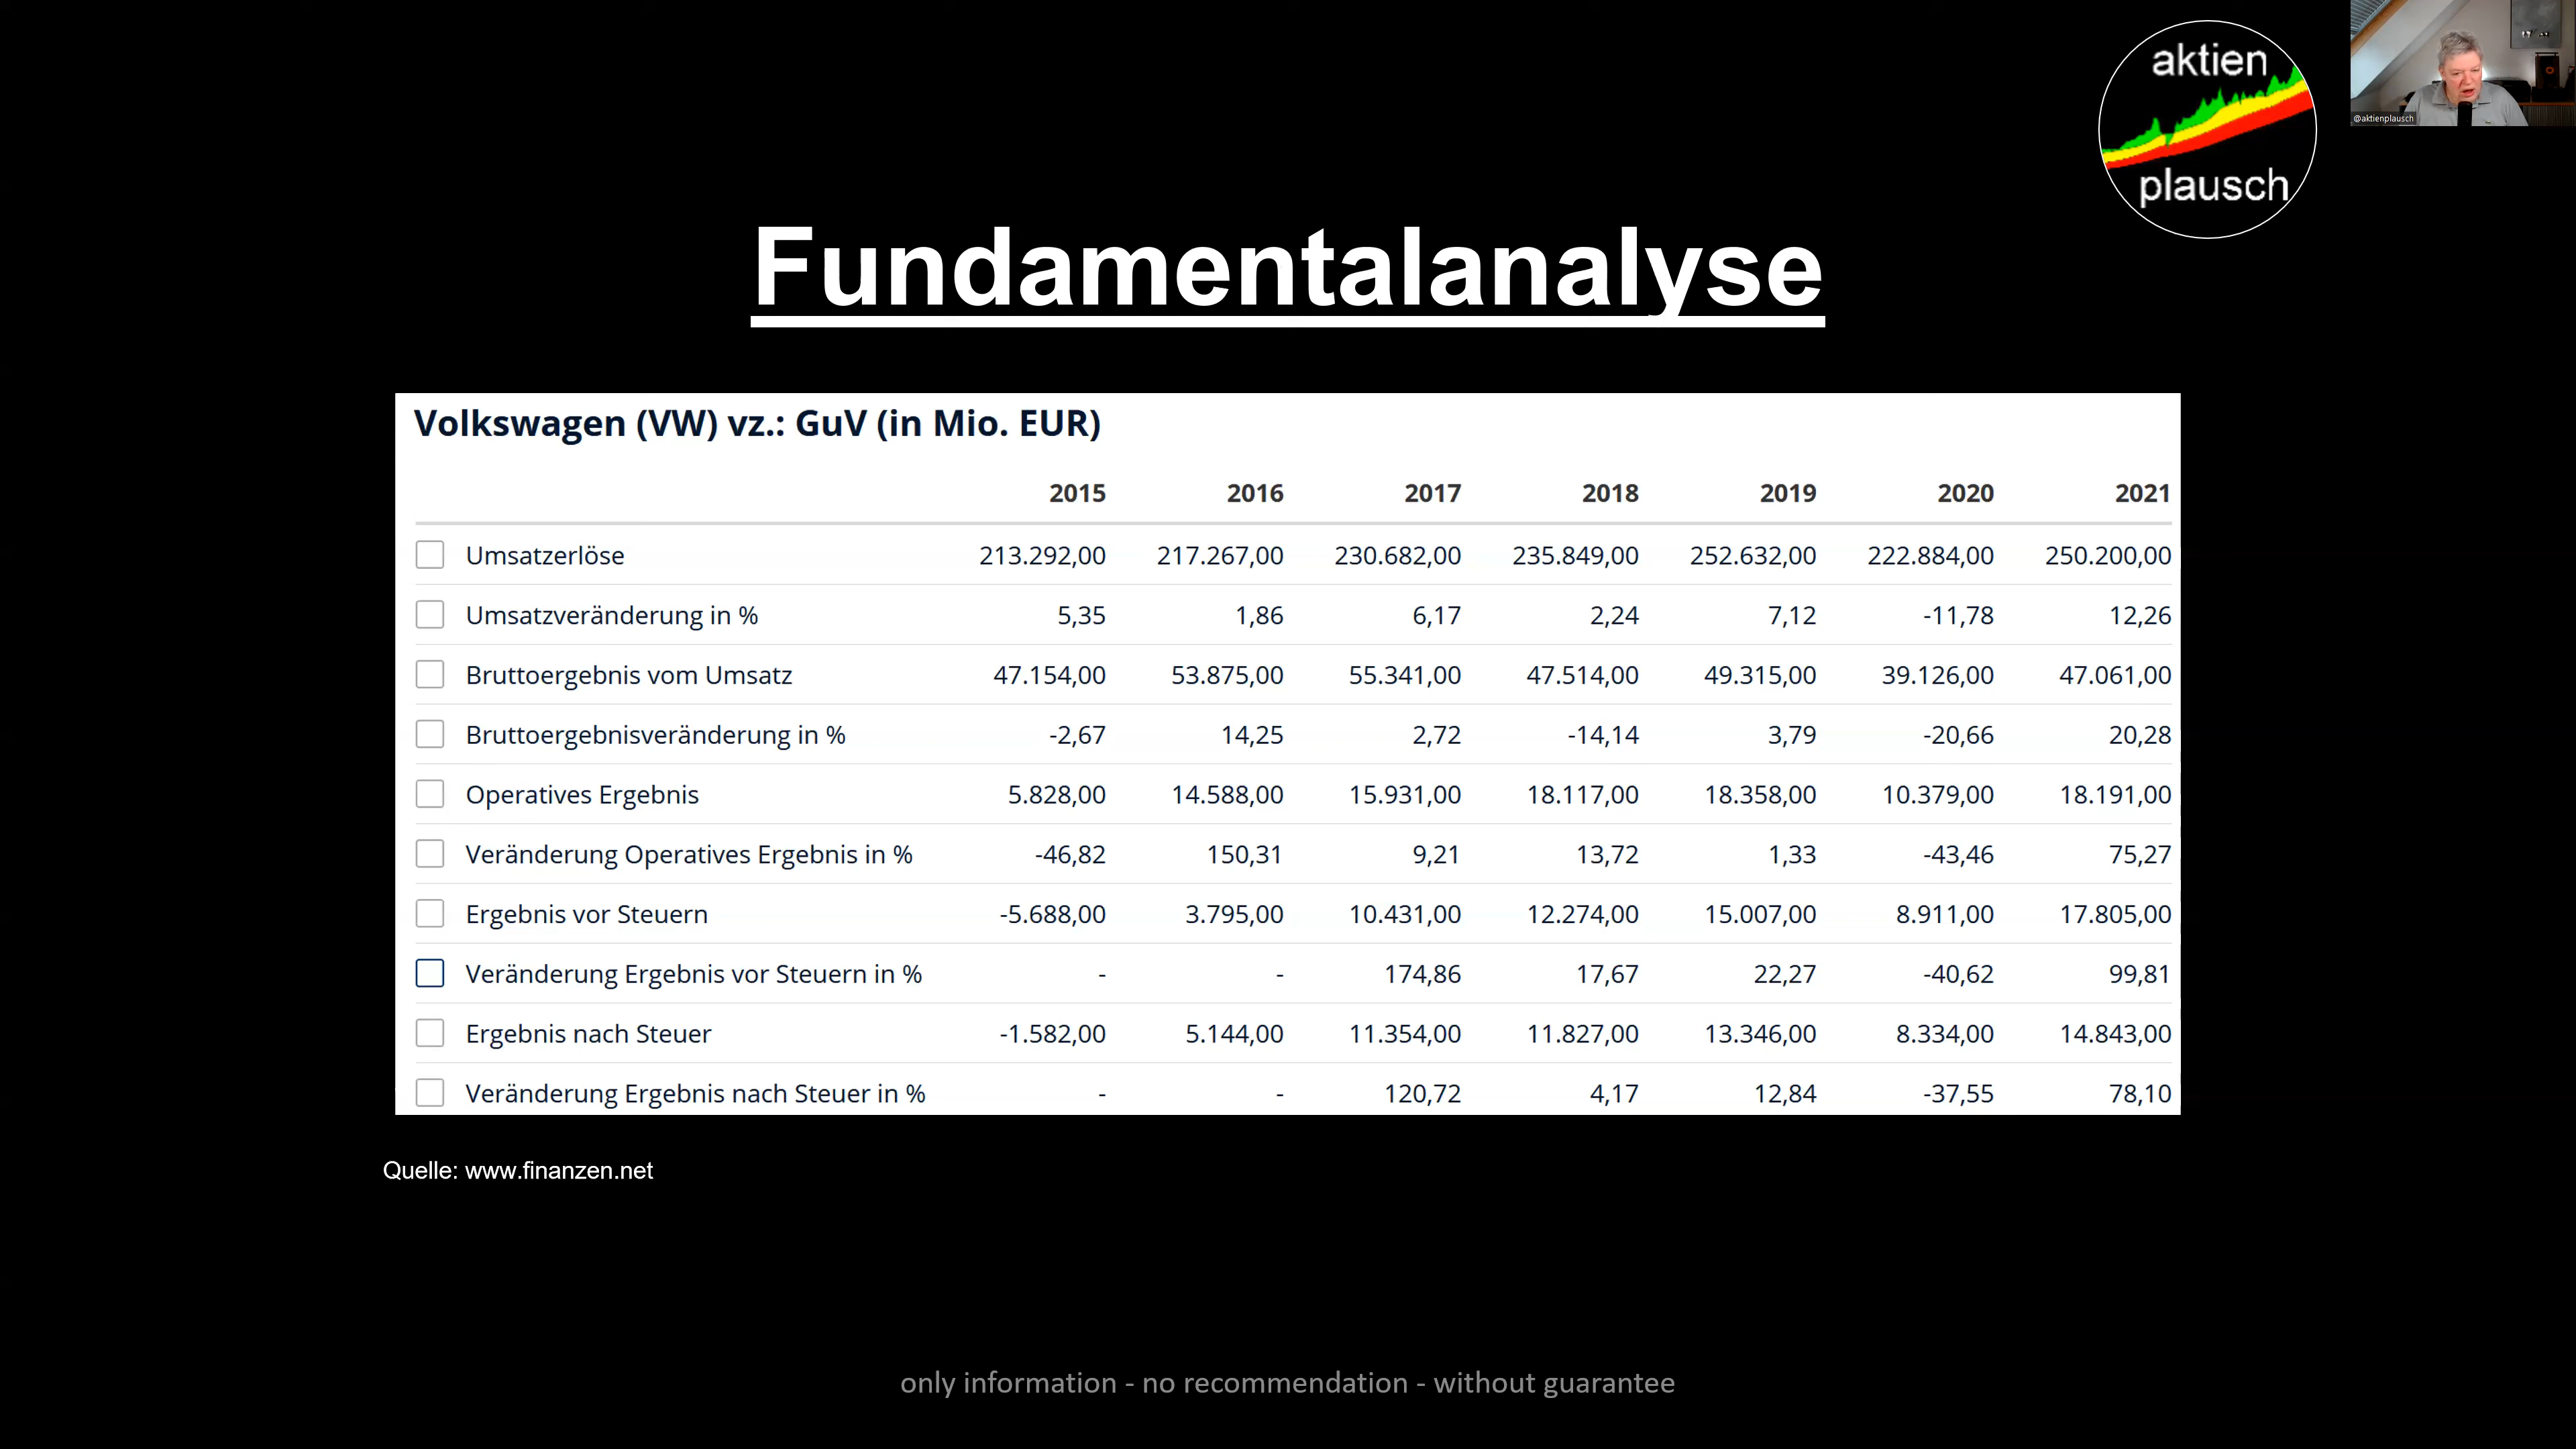 aktien
plausch
@aktienplausch
Fundamentalanalyse
Volkswagen (VW) vz.: GuV (in Mio. EUR)
2015 2016 2017 2018 2019 2020 2021
Umsatzerlöse 213.292,00 217.267,00 230.682,00 235.849,00 252.632,00 222.884,00 250.200,00
Umsatzveränderung in % 5,35 1,86 6,17 2,24 7,12 -11,78 12,26
Bruttoergebnis vom Umsatz 47.154,00 53.875,00 55.341,00 47.514,00 49.315,00 39.126,00 47.061,00
Bruttoergebnisveränderung in % -2,67 14,25 2,72 -14,14 3,79 -20,66 20,28
Operatives Ergebnis 5.828,00 14.588,00 15.931,00 18.117,00 18.358,00 10.379,00 18.191,00
Veränderung Operatives Ergebnis in % -46,82 150,31 9,21 13,72 1,33 -43,46 75,27
Ergebnis vor Steuern -5.688,00 3.795,00 10.431,00 12.274,00 15.007,00 8.911,00 17.805,00
Veränderung Ergebnis vor Steuern in % - - 174,86 17,67 22,27 -40,62 99,81
Ergebnis nach Steuer -1.582,00 5.144,00 11.354,00 11.827,00 13.346,00 8.334,00 14.843,00
Veränderung Ergebnis nach Steuer in % - - 120,72 4,17 12,84 -37,55 78,10
Quelle: www.finanzen.net
only information - no recommendation - without guarantee